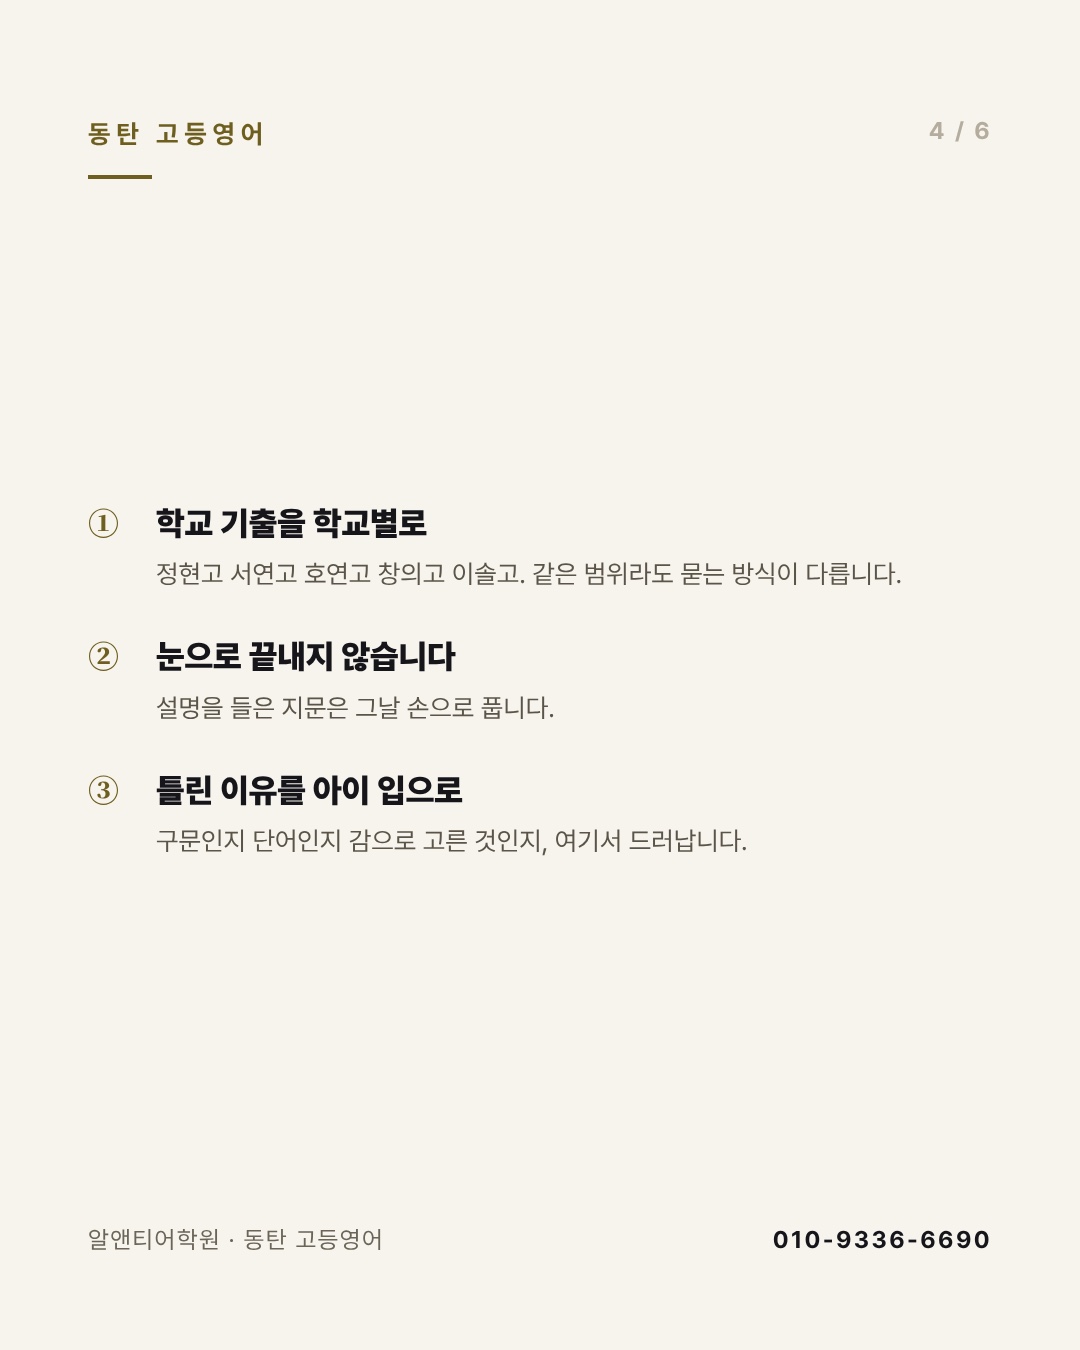 동탄 고등영어
4 / 6
① 학교 기출을 학교별로
정현고 서연고 호연고 창의고 이솔고. 같은 범위라도 묻는 방식이 다릅니다.
② 눈으로 끝내지 않습니다
설명을 들은 지문은 그날 손으로 풉니다.
③ 틀린 이유를 아이 입으로
구문인지 단어인지 감으로 고른 것인지, 여기서 드러납니다.
알앤티어학원 · 동탄 고등영어
010-9336-6690